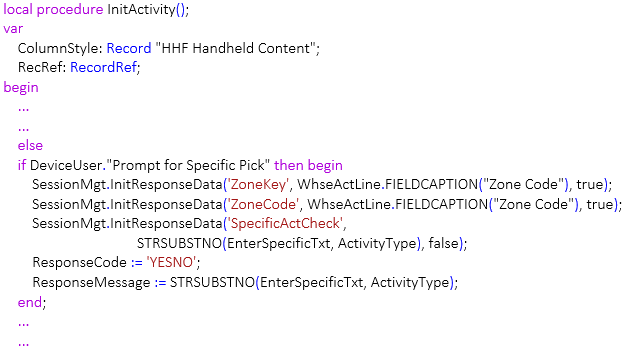 local procedure InitActivity();
var
ColumnStyle: Record "HHF Handheld Content";
RecRef: RecordRef;
begin
...
...
else
if DeviceUser."Prompt for Specific Pick" then begin
SessionMgt.InitResponseData('ZoneKey', WhseActLine.FIELDCAPTION("Zone Code"), true);
SessionMgt.InitResponseData('ZoneCode', WhseActLine.FIELDCAPTION("Zone Code"), true);
SessionMgt.InitResponseData('SpecificActCheck',
STRSUBSTNO(EnterSpecificTxt, ActivityType), false);
ResponseCode := 'YESNO';
ResponseMessage := STRSUBSTNO(EnterSpecificTxt, ActivityType);
end;
...
...